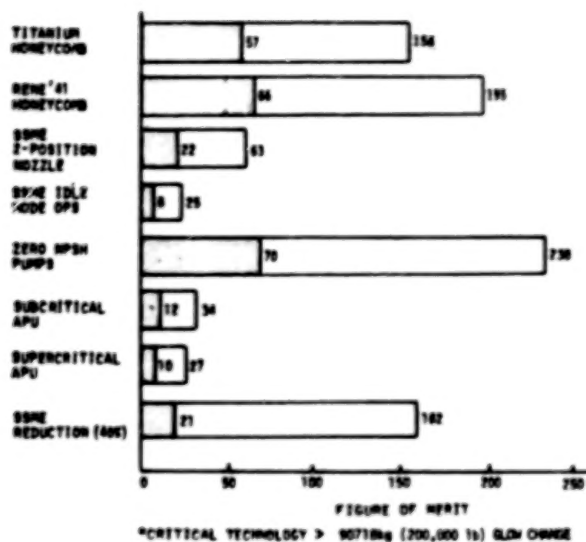 TITANIUM
HONEYCOMB
57
156
RENE'41
HONEYCOMB
66
195
SSME
2-POSITION
NOZZLE
22
63
SSME IDLE
MODE OPS
8
25
ZERO NPSH
PUMPS
70
230
SUBCRITICAL
APU
12
34
SUPERCRITICAL
APU
10
27
SSME
REDUCTION (40%)
21
162
0
50
100
150
200
250
FIGURE OF MERIT
*CRITICAL TECHNOLOGY > 90718kg (200,000 lb) GLOW CHANGE